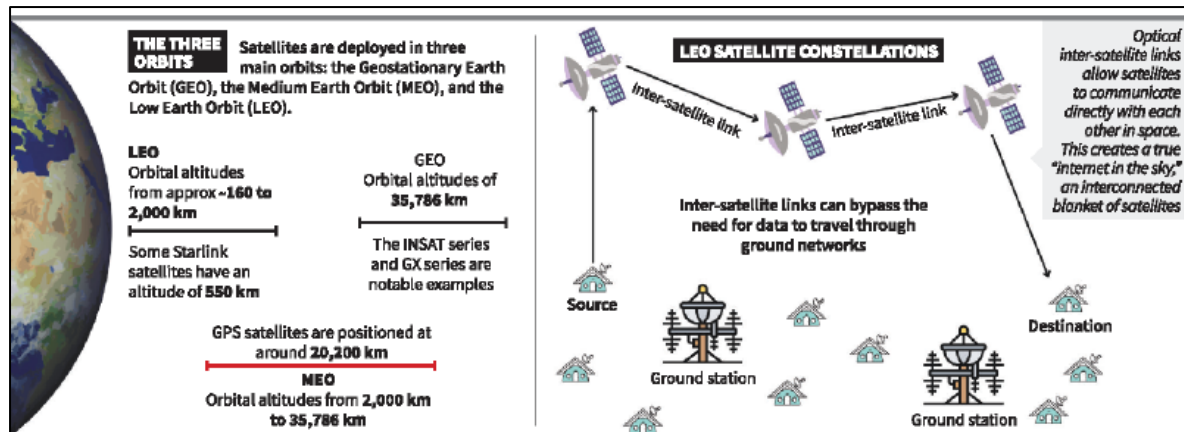 THE THREE
ORBITS
Satellites are deployed in three
main orbits: the Geostationary Earth
Orbit (GEO), the Medium Earth Orbit (MEO), and the
Low Earth Orbit (LEO).
LEO
Orbital altitudes
from approx ~160 to
2,000 km
Some Starlink
satellites have an
altitude of 550 km
GEO
Orbital altitudes of
35,786 km
The INSAT series
and GX series are
notable examples
GPS satellites are positioned at
around 20,200 km
MEO
Orbital altitudes from 2,000 km
to 35,786 km
LEO SATELLITE CONSTELLATIONS
Inter-satellite link
Inter-satellite link
Inter-satellite links can bypass the
need for data to travel through
ground networks
Source
Ground station
Destination
Ground station
Optical
inter-satellite links
allow satellites
to communicate
directly with each
other in space.
This creates a true
"internet in the sky,"
an interconnected
blanket of satellites